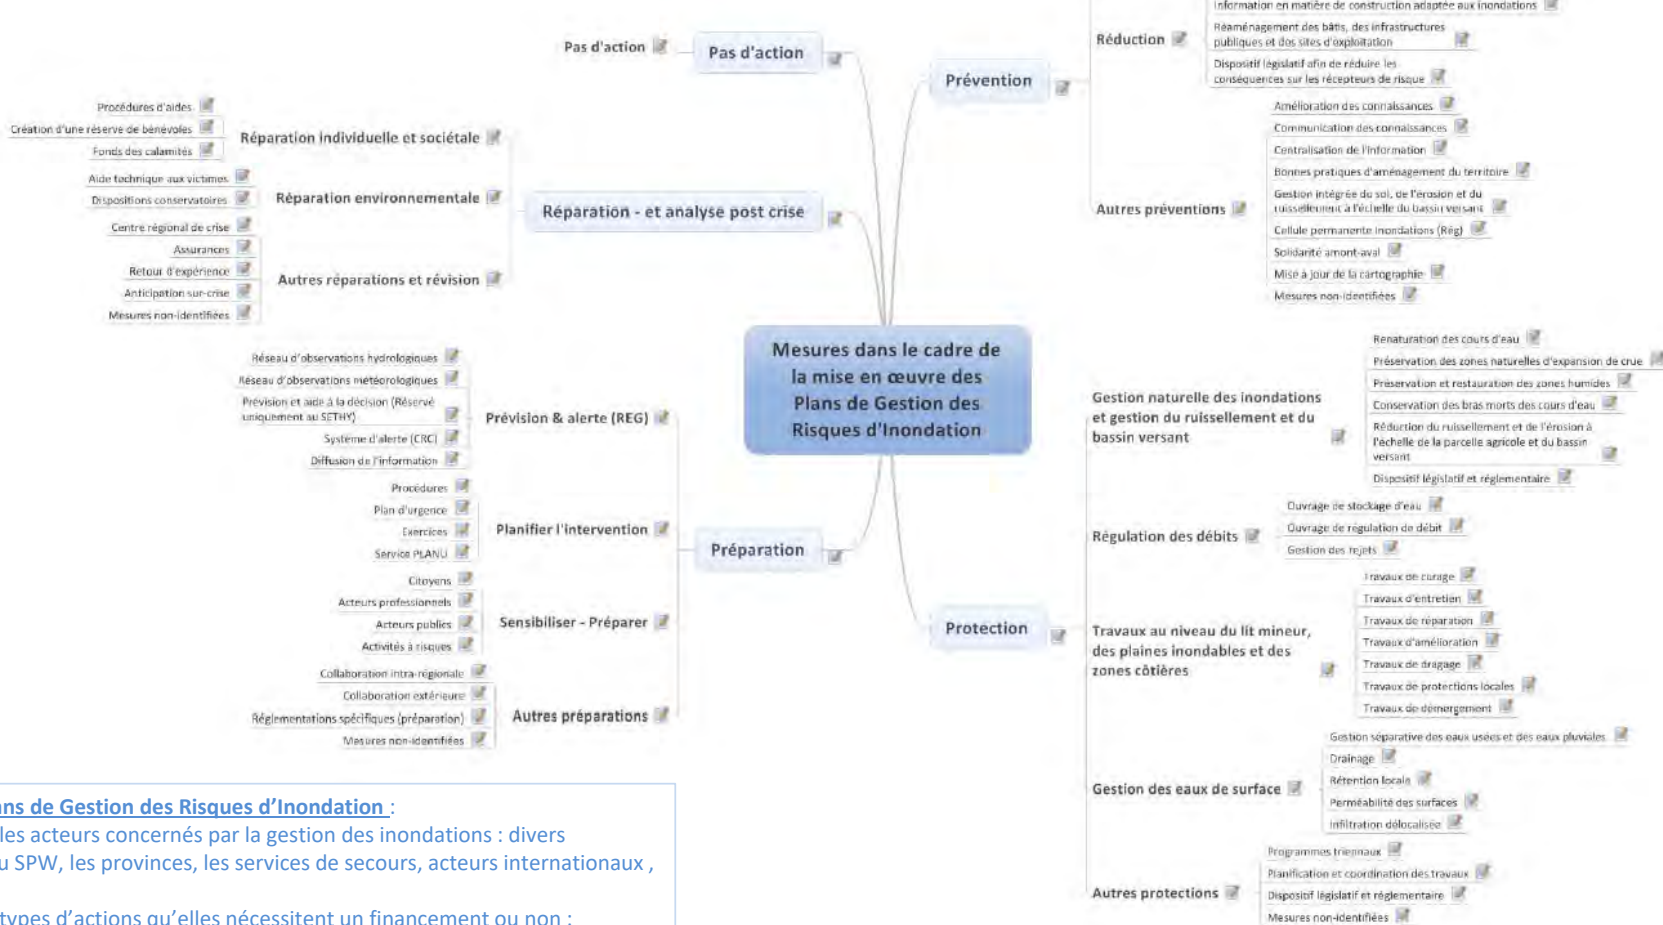 Pas d'action
Pas d'action
Procédures d'aides
Création d'une réserve de bénévoles
Fonds des calamités
Réparation individuelle et sociétale
Aide technique aux victimes
Dispositions conservatoires
Réparation environnementale
Centre régional de crise
Assurances
Retour d'expérience
Anticipation sur-crise
Mesures non-identifiées
Autres réparations et révision
Réparation - et analyse post crise
Réseau d'observations hydrologiques
Réseau d'observations météorologiques
Prévision et aide à la décision (Réservé
uniquement au SETHY)
Système d'alerte (CRC)
Diffusion de l'information
Prévision & alerte (REG)
Procédures
Plan d'urgence
Exercices
Service PLANU
Planifier l'intervention
Citoyens
Acteurs professionnels
Acteurs publics
Activités à risques
Sensibiliser - Préparer
Collaboration intra-régionale
Collaboration extérieure
Réglementations spécifiques (préparation)
Mesures non-identifiées
Autres préparations
Préparation
Mesures dans le cadre de
la mise en œuvre des
Plans de Gestion des
Risques d'Inondation
Prévention
Réduction
Information en matière de construction adaptée aux inondations
Réaménagement des bâtis, des infrastructures
publiques et des sites d'exploitation
Dispositif législatif afin de réduire les
conséquences sur les récepteurs de risque
Autres préventions
Amélioration des connaissances
Communication des connaissances
Centralisation de l'information
Bonnes pratiques d'aménagement du territoire
Gestion intégrée du sol, de l'érosion et du
ruissellement à l'échelle du bassin versant
Cellule permanente inondations (Rég)
Solidarité amont-aval
Mise à jour de la cartographie
Mesures non-identifiées
Protection
Gestion naturelle des inondations
et gestion du ruissellement et du
bassin versant
Renaturation des cours d'eau
Préservation des zones naturelles d'expansion de crue
Préservation et restauration des zones humides
Conservation des bras morts des cours d'eau
Réduction du ruissellement et de l'érosion à
l'échelle de la parcelle agricole et du bassin
versant
Dispositif législatif et réglementaire
Régulation des débits
Ouvrage de stockage d'eau
Ouvrage de régulation de débit
Gestion des rejets
Travaux au niveau du lit mineur,
des plaines inondables et des
zones côtières
Travaux de curage
Travaux d'entretien
Travaux de réparation
Travaux d'amélioration
Travaux de dragage
Travaux de protections locales
Travaux de démergement
Gestion des eaux de surface
Gestion séparative des eaux usées et des eaux pluviales
Drainage
Rétention locale
Perméabilité des surfaces
Infiltration délocalisée
Autres protections
Programmes triennaux
Planification et coordination des travaux
Dispositif législatif et réglementaire
Mesures non-identifiées
ans de Gestion des Risques d'Inondation :
les acteurs concernés par la gestion des inondations : divers
u SPW, les provinces, les services de secours, acteurs internationaux ,
types d'actions qu'elles nécessitent un financement ou non :